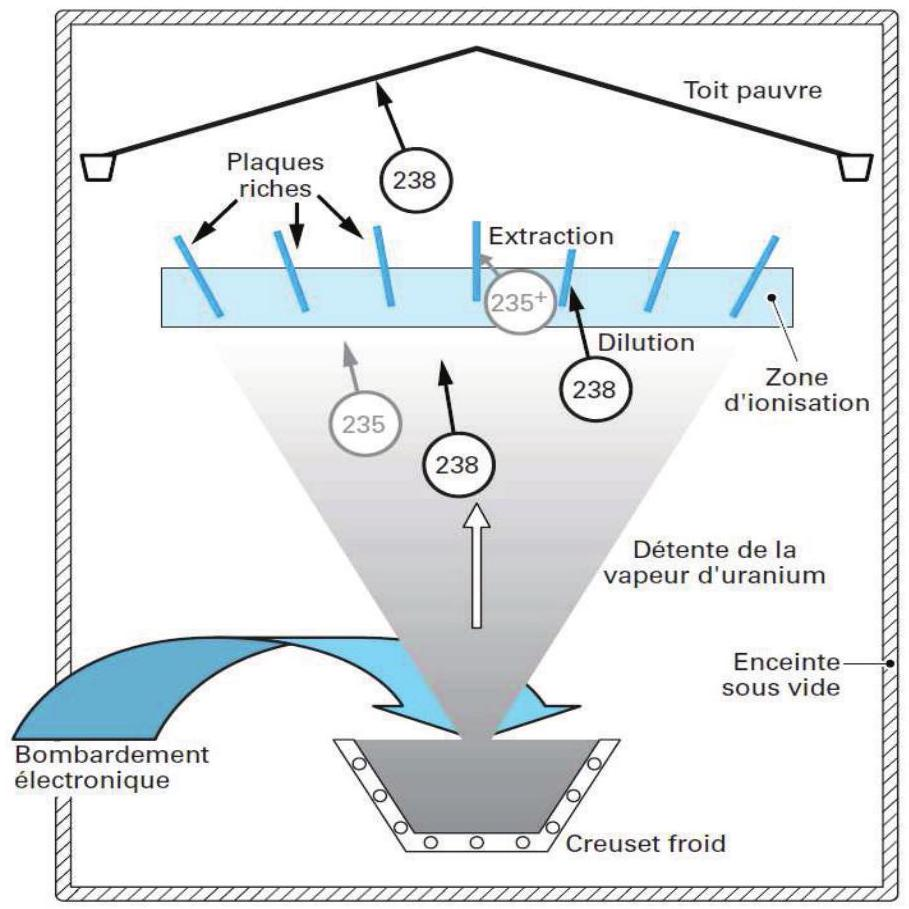 Toit pauvre
Plaques
riches
238
Extraction
235+
Dilution
238
Zone
d'ionisation
235
238
Détente de la
vapeur d'uranium
Enceinte
sous vide
Bombardement
électronique
Creuset froid